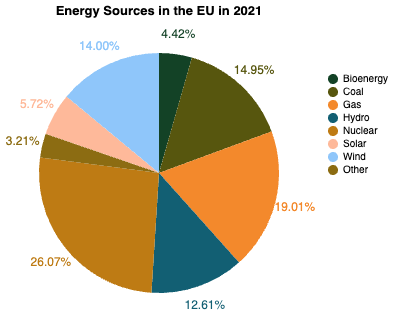 Energy Sources in the EU in 2021
4.42%
14.00%
14.95%
5.72%
3.21%
19.01%
26.07%
12.61%
Bioenergy
Coal
Gas
Hydro
Nuclear
Solar
Wind
Other